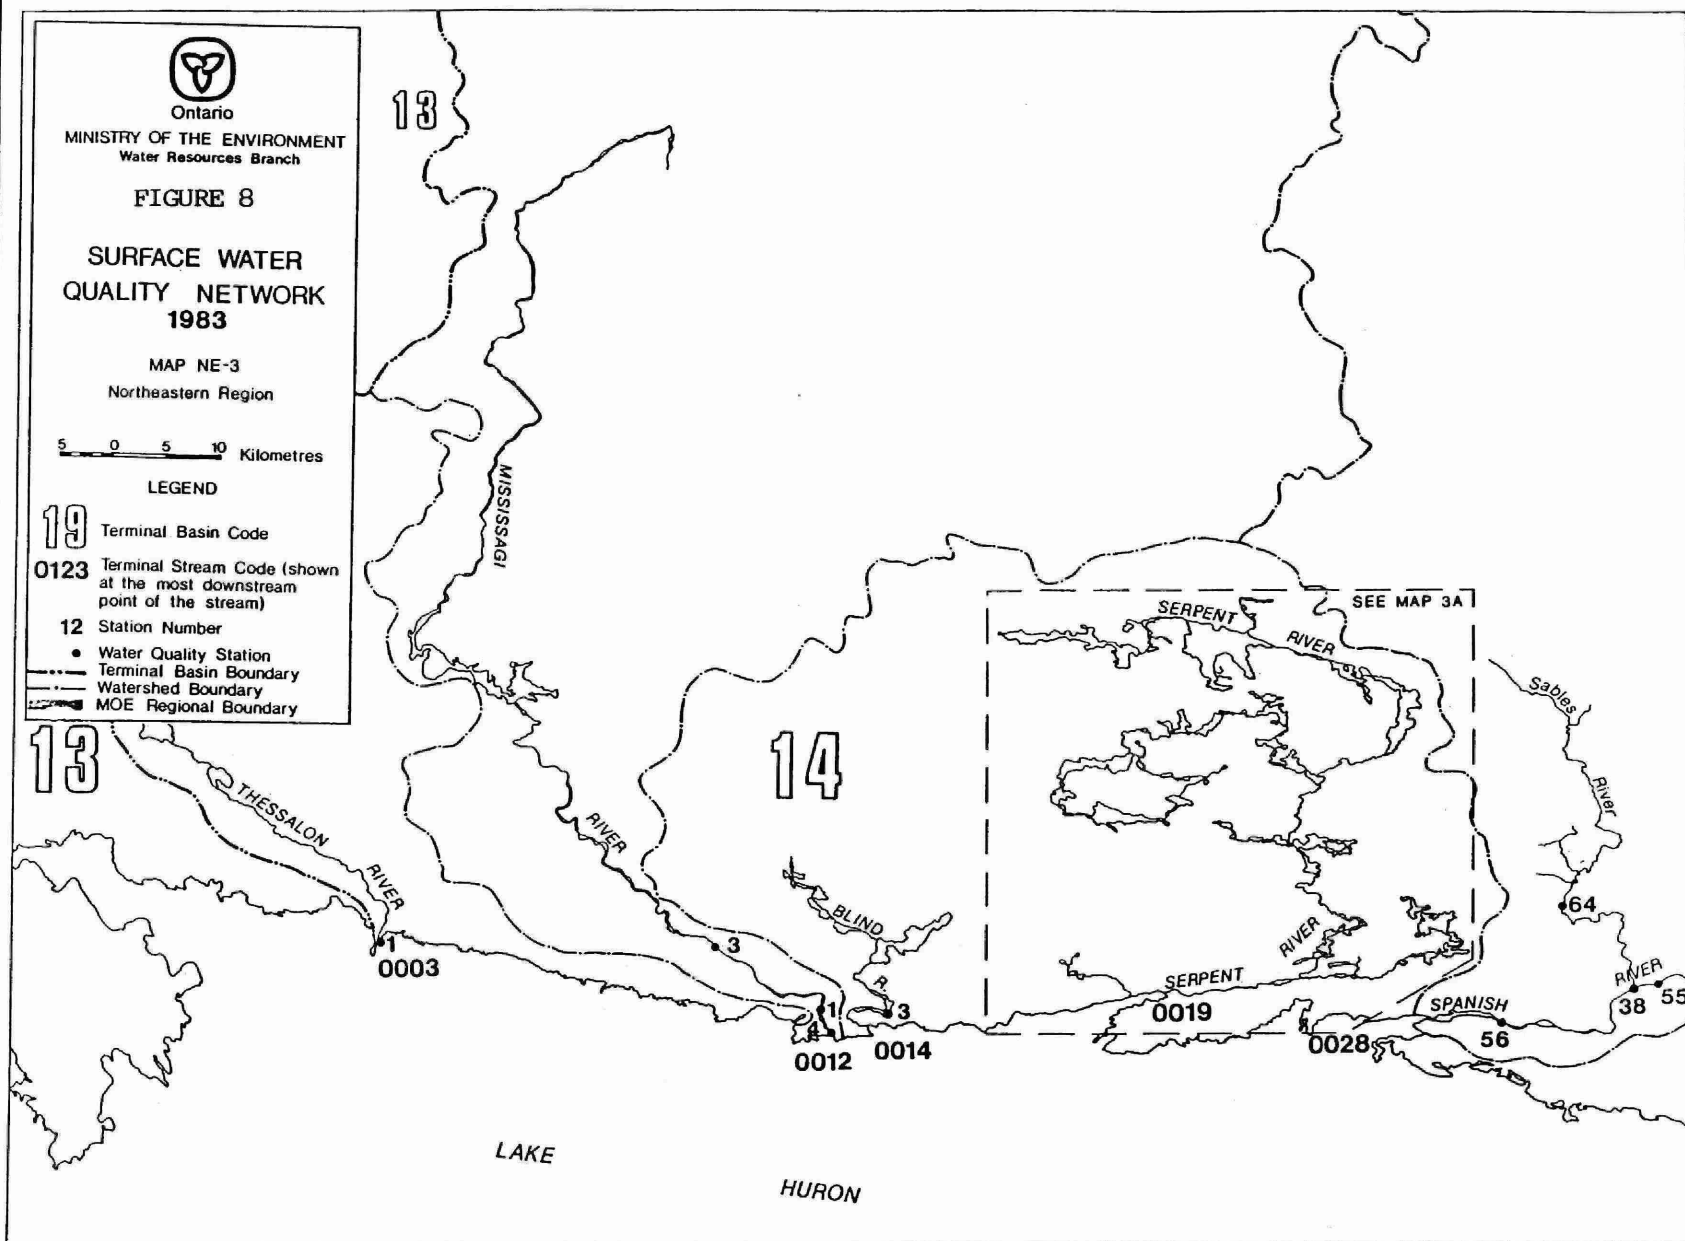 Ontario
MINISTRY OF THE ENVIRONMENT
Water Resources Branch
FIGURE 8
SURFACE WATER
QUALITY NETWORK
1983
MAP NE-3
Northeastern Region
5 0 5 10 Kilometres
LEGEND
19 Terminal Basin Code
0123 Terminal Stream Code (shown
at the most downstream
point of the stream)
12 Station Number
Water Quality Station
Terminal Basin Boundary
Watershed Boundary
MOE Regional Boundary
13
MISSISSAGI
RIVER
13
THESSALON
RIVER
1
0003
14
3
1
4
0012
BLIND
R.
3
0014
SEE MAP 3A
SERPENT
RIVER
RIVER
SERPENT
0019
0028
Sables
River
64
RIVER
38
55
SPANISH
56
LAKE
HURON